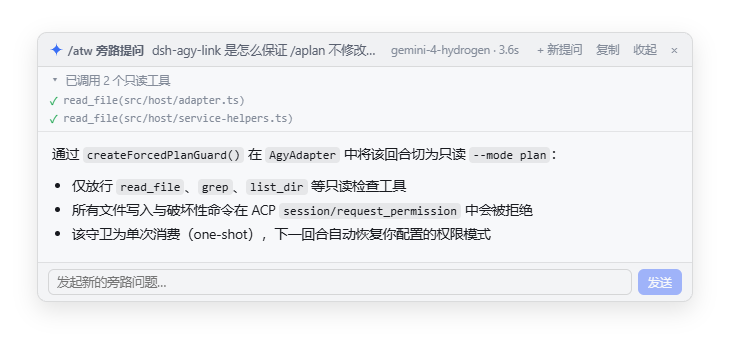 /atw 旁路提问 dsh-agy-link 是怎么保证 /aplan 不修改... gemini-4-hydrogen · 3.6s + 新提问 复制 收起 ×
▾ 已调用 2 个只读工具
✓ read_file(src/host/adapter.ts)
✓ read_file(src/host/service-helpers.ts)
通过 createForcedPlanGuard() 在 AgyAdapter 中将该回合切为只读 --mode plan：
• 仅放行 read_file、grep、list_dir 等只读检查工具
• 所有文件写入与破坏性命令在 ACP session/request_permission 中会被拒绝
• 该守卫为单次消费（one-shot），下一回合自动恢复你配置的权限模式
发起新的旁路问题... 发送